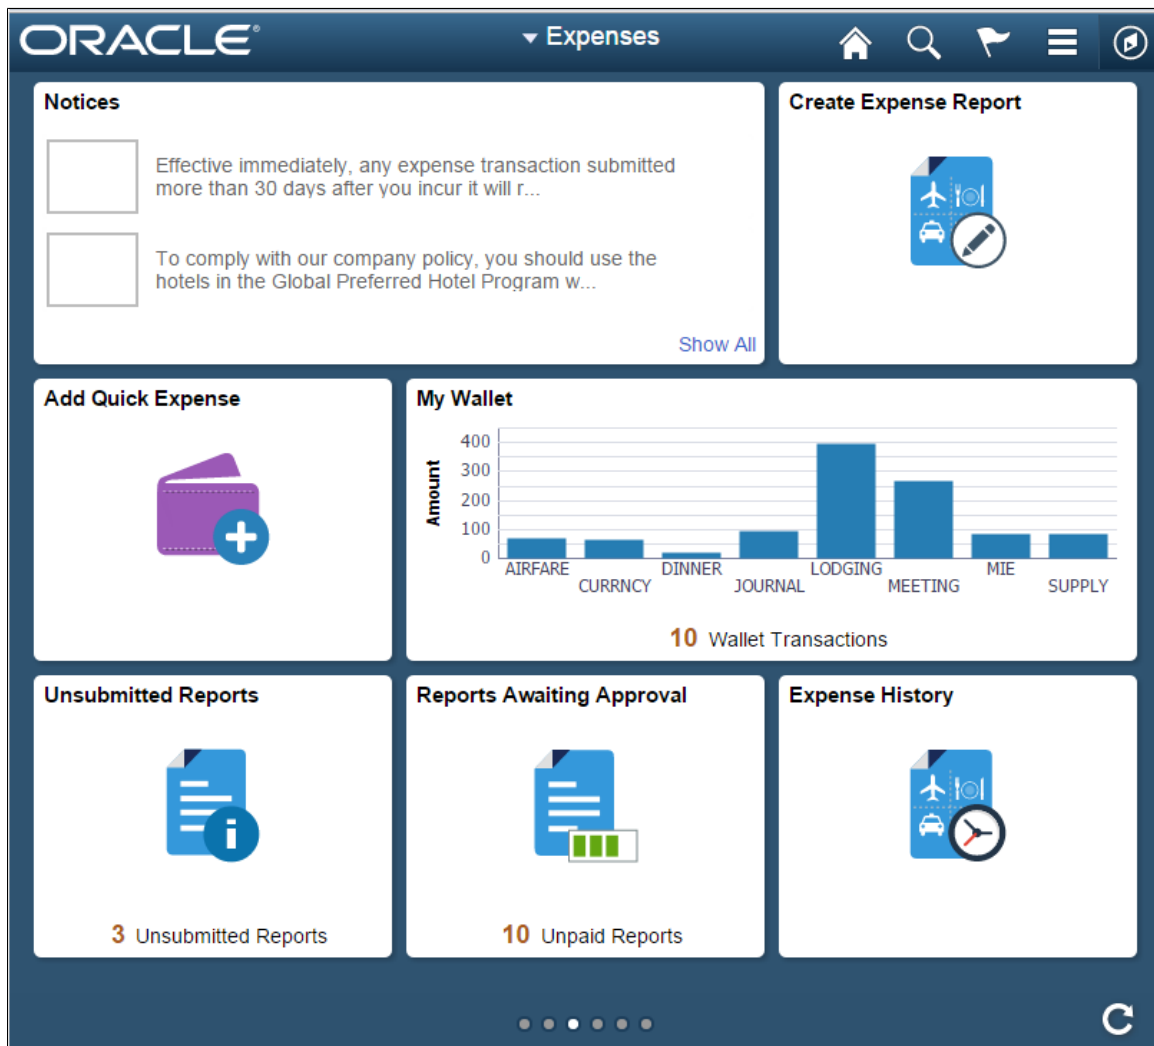 ORACLE®
Expenses
Notices
Effective immediately, any expense transaction submitted
more than 30 days after you incur it will r...
To comply with our company policy, you should use the
hotels in the Global Preferred Hotel Program w...
Show All
Create Expense Report
Add Quick Expense
My Wallet
Amount
400
300
200
100
0
AIRFARE
CURRNCY
DINNER
JOURNAL
LODGING
MEETING
MIE
SUPPLY
10 Wallet Transactions
Unsubmitted Reports
3 Unsubmitted Reports
Reports Awaiting Approval
10 Unpaid Reports
Expense History